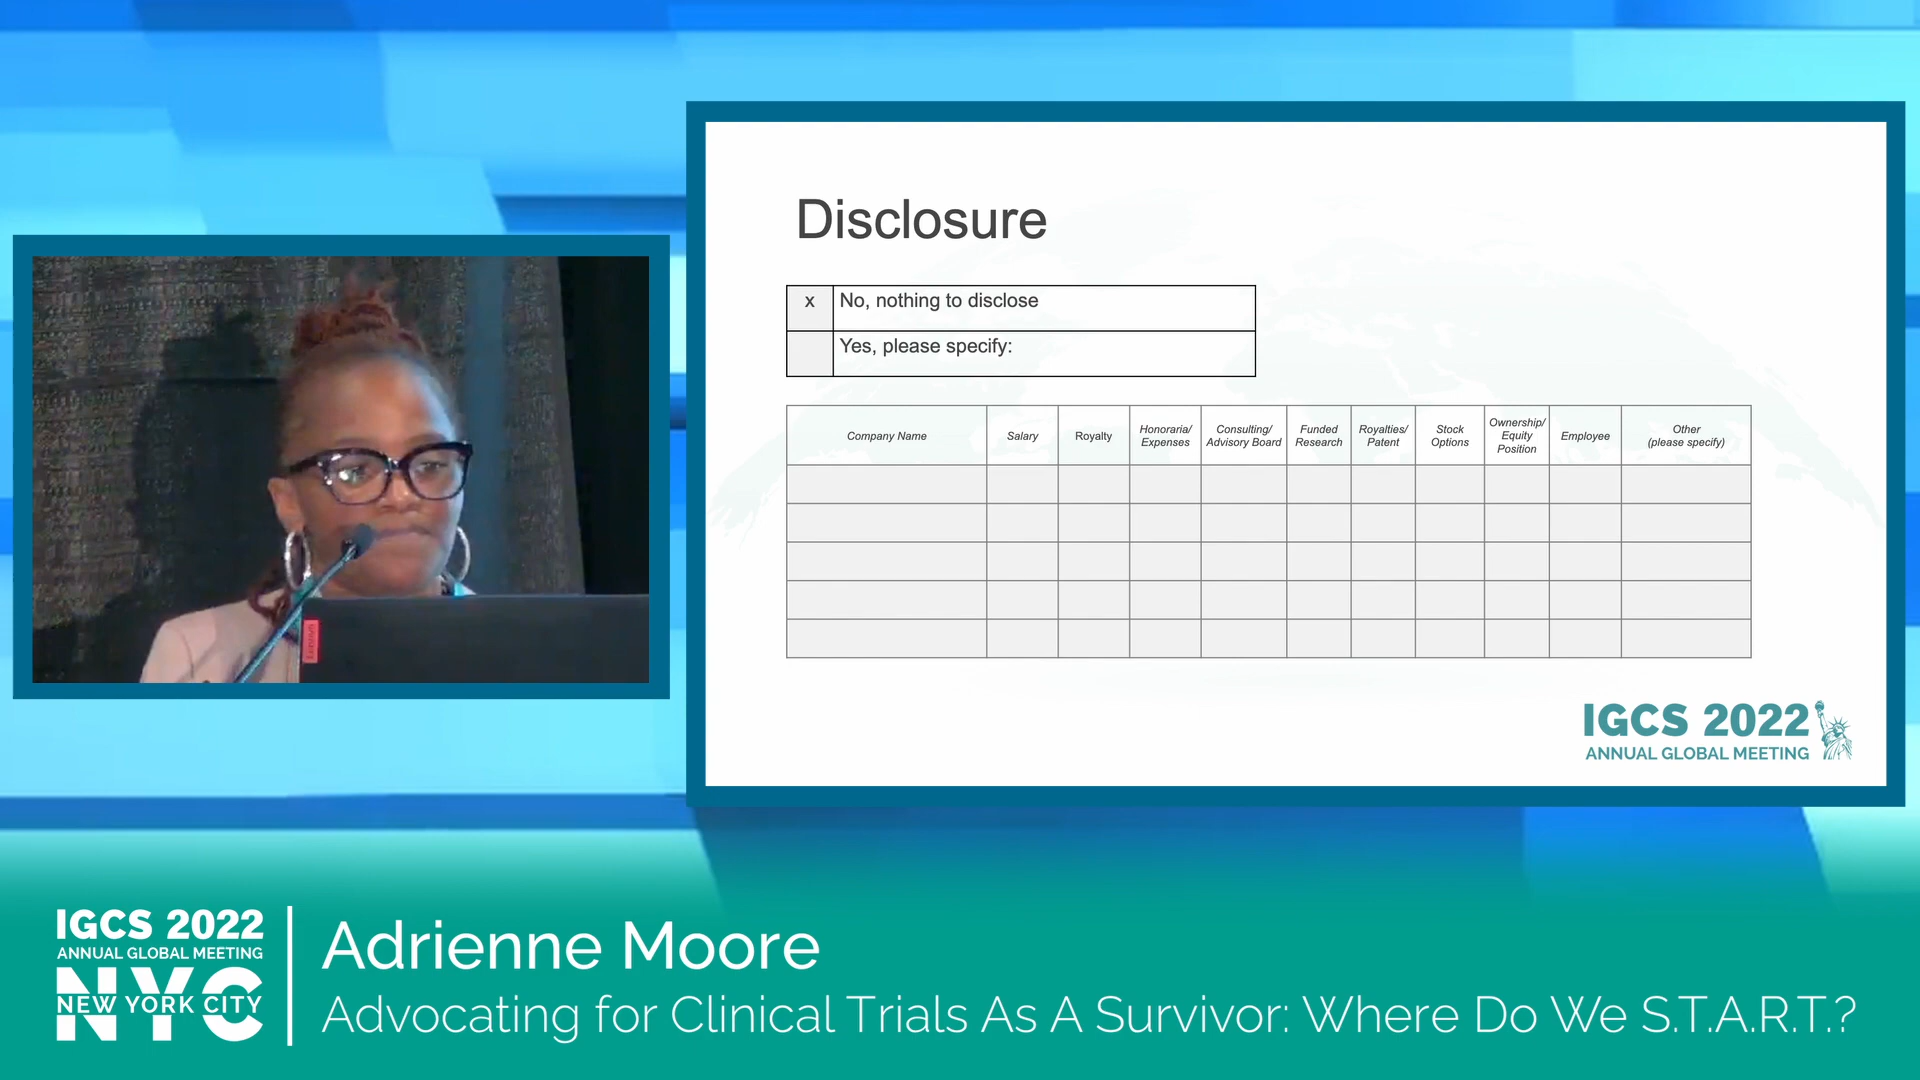 Disclosure
x No, nothing to disclose
Yes, please specify:
Company Name Salary Royalty Honoraria/ Expenses Consulting/ Advisory Board Funded Research Royalties/ Patent Stock Options Ownership/ Equity Position Employee Other (please specify)
IGCS 2022
ANNUAL GLOBAL MEETING
IGCS 2022
ANNUAL GLOBAL MEETING
NYC
NEW YORK CITY
Adrienne Moore
Advocating for Clinical Trials As A Survivor: Where Do We S.T.A.R.T.?